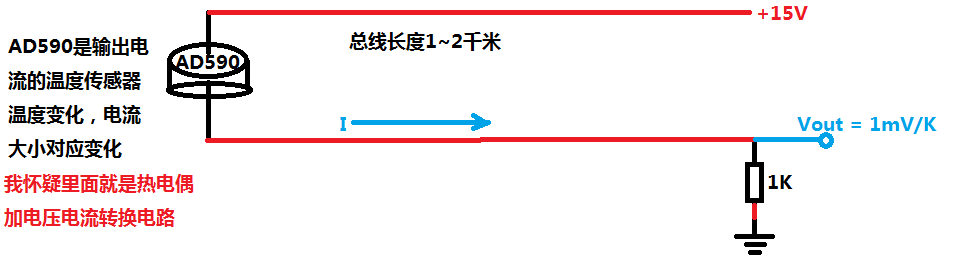 +15V
总线长度1~2千米
AD590是输出电
流的温度传感器
温度变化，电流
大小对应变化
我怀疑里面就是热电偶
加电压电流转换电路
AD590
I
Vout = 1mV/K
1K